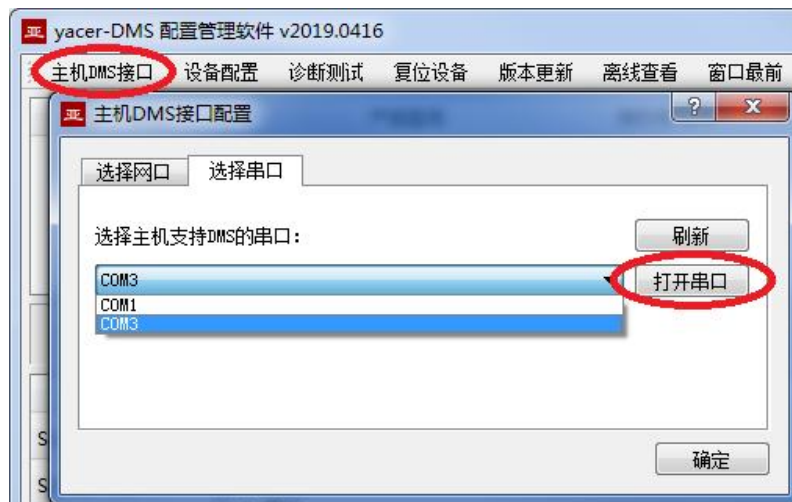 亚 yacer-DMS 配置管理软件 v2019.0416
主机DMS接口 设备配置 诊断测试 复位设备 版本更新 离线查看 窗口最前
亚 主机DMS接口配置 ? X
选择网口 选择串口
选择主机支持DMS的串口: 刷新
COM3 打开串口
COM1
COM3
确定
S
S